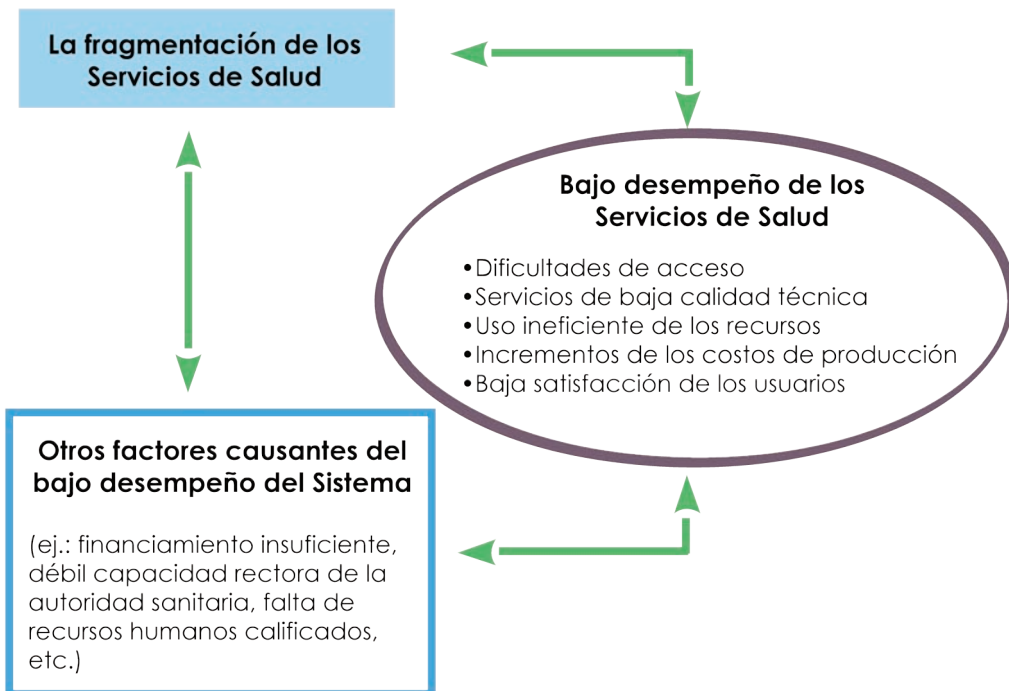 La fragmentación de los
Servicios de Salud
Bajo desempeño de los
Servicios de Salud
•Dificultades de acceso
•Servicios de baja calidad técnica
•Uso ineficiente de los recursos
•Incrementos de los costos de producción
•Baja satisfacción de los usuarios
Otros factores causantes del
bajo desempeño del Sistema
(ej.: financiamiento insuficiente,
débil capacidad rectora de la
autoridad sanitaria, falta de
recursos humanos calificados,
etc.)